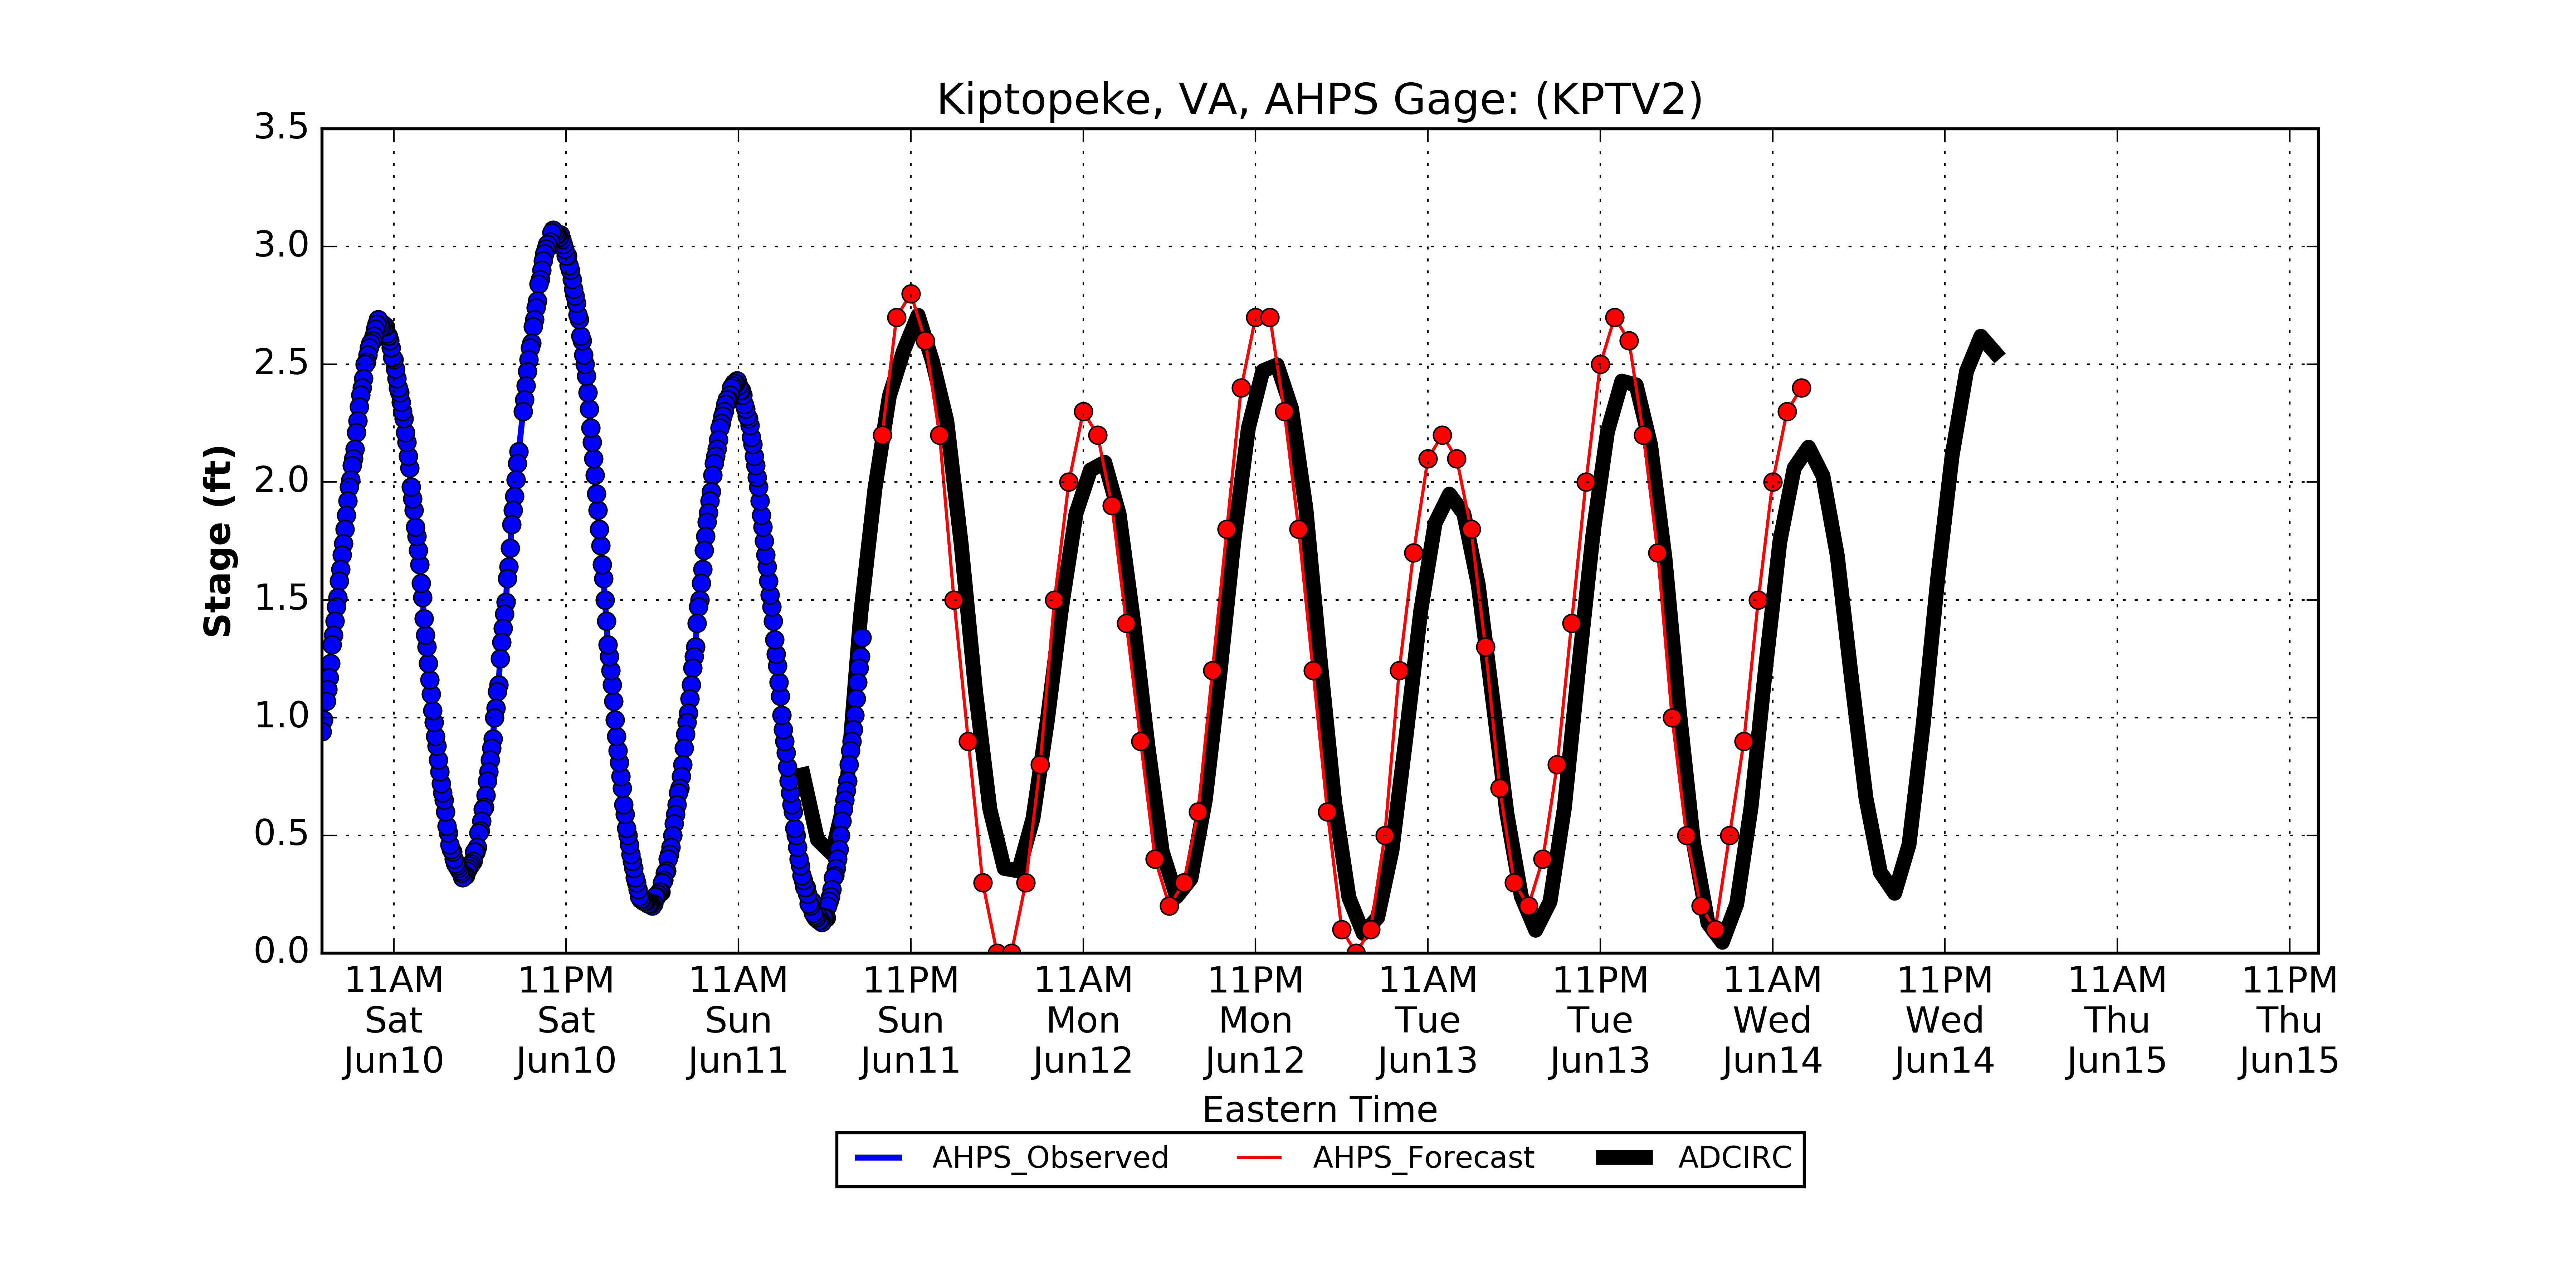 Kiptopeke, VA, AHPS Gage: (KPTV2)
3.5
3.0
2.5
2.0
1.5
1.0
0.5
0.0
Stage (ft)
11AM 11PM 11AM 11PM 11AM 11PM 11AM 11PM 11AM 11PM 11AM 11PM
Sat Sat Sun Sun Mon Mon Tue Tue Wed Wed Thu Thu
Jun10 Jun10 Jun11 Jun11 Jun12 Jun12 Jun13 Jun13 Jun14 Jun14 Jun15 Jun15
Eastern Time
AHPS_Observed AHPS_Forecast ADCIRC